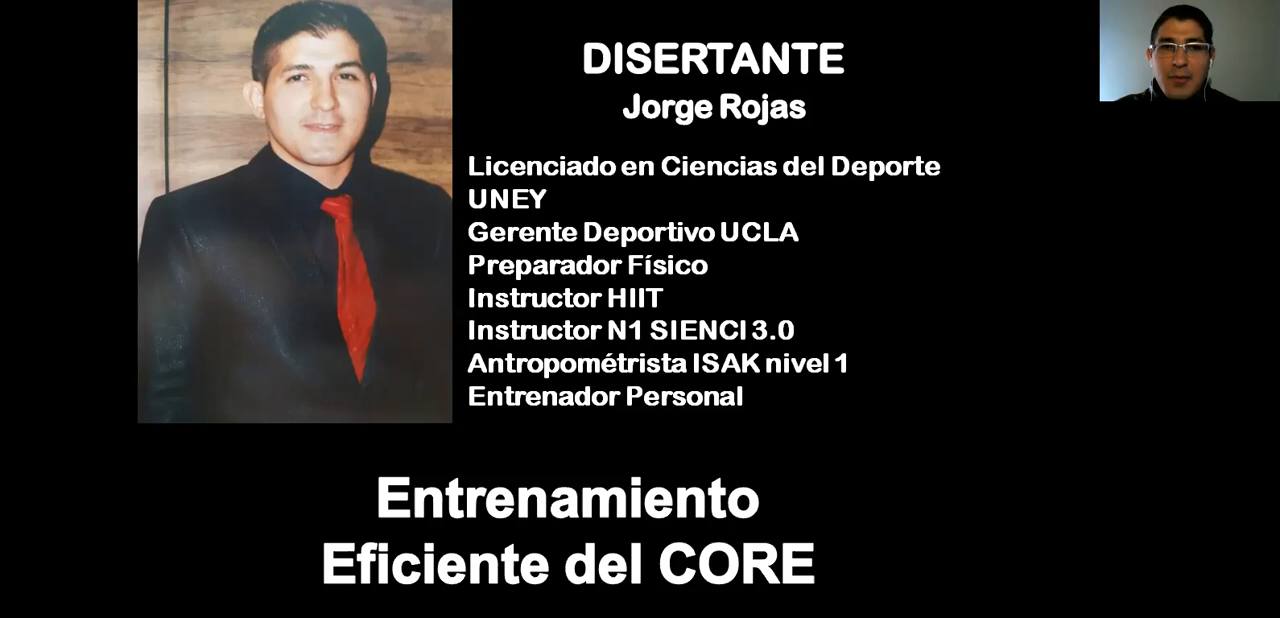 DISERTANTE
Jorge Rojas
Licenciado en Ciencias del Deporte
UNEY
Gerente Deportivo UCLA
Preparador Físico
Instructor HIIT
Instructor N1 SIENCI 3.0
Antropométrista ISAK nivel 1
Entrenador Personal
Entrenamiento
Eficiente del CORE